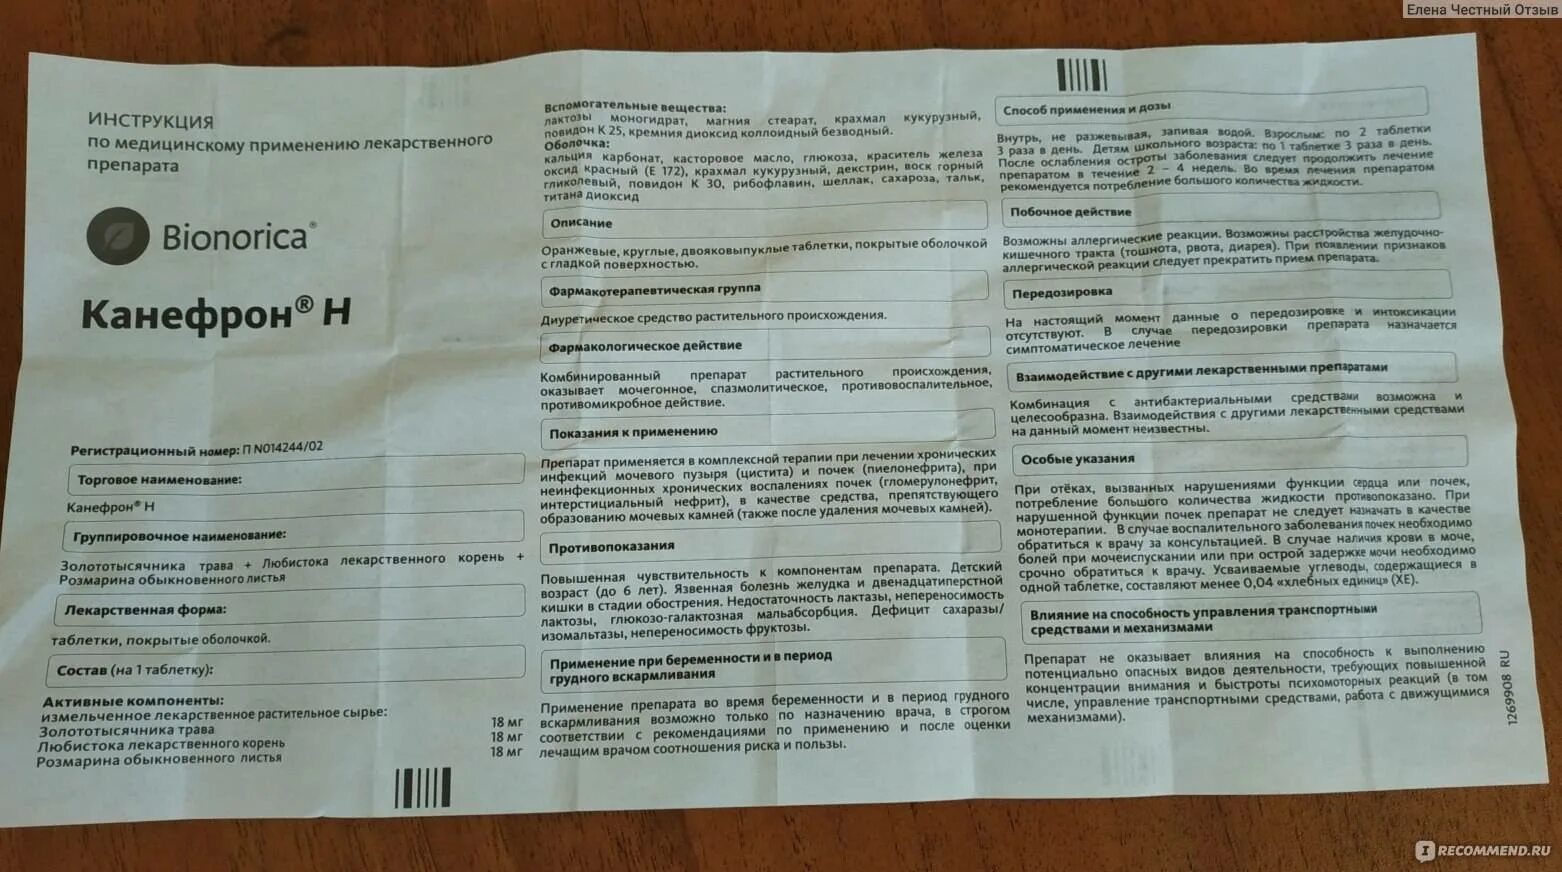 Елена Честный Отзыв
ИНСТРУКЦИЯ
по медицинскому применению лекарственного
препарата
Bionorica®
Канефрон® Н
Регистрационный номер: П N014244/02
Торговое наименование:
Канефрон® Н
Группировочное наименование:
Золототысячника трава + Любистока лекарственного корень +
Розмарина обыкновенного листья
Лекарственная форма:
таблетки, покрытые оболочкой.
Состав (на 1 таблетку):
Активные компоненты:
измельченное лекарственное растительное сырье:
Золототысячника трава 18 мг
Любистока лекарственного корень 18 мг
Розмарина обыкновенного листья 18 мг
Вспомогательные вещества:
лактозы моногидрат, магния стеарат, крахмал кукурузный,
повидон К 25, кремния диоксид коллоидный безводный.
Оболочка:
кальция карбонат, касторовое масло, глюкоза, краситель железа
оксид красный (Е 172), крахмал кукурузный, декстрин, воск горный
гликолевый, повидон К 30, рибофлавин, шеллак, сахароза, тальк,
титана диоксид
Описание
Оранжевые, круглые, двояковыпуклые таблетки, покрытые оболочкой
с гладкой поверхностью.
Фармакотерапевтическая группа
Диуретическое средство растительного происхождения.
Фармакологическое действие
Комбинированный препарат растительного происхождения,
оказывает мочегонное, спазмолитическое, противовоспалительное,
противомикробное действие.
Показания к применению
Препарат применяется в комплексной терапии при лечении хронических
инфекций мочевого пузыря (цистита) и почек (пиелонефрита), при
неинфекционных хронических воспалениях почек (гломерулонефрит,
интерстициальный нефрит), в качестве средства, препятствующего
образованию мочевых камней (также после удаления мочевых камней).
Противопоказания
Повышенная чувствительность к компонентам препарата. Детский
возраст (до 6 лет). Язвенная болезнь желудка и двенадцатиперстной
кишки в стадии обострения. Недостаточность лактазы, непереносимость
лактозы, глюкозо-галактозная мальабсорбция. Дефицит сахаразы/
изомальтазы, непереносимость фруктозы.
Применение при беременности и в период
грудного вскармливания
Применение препарата во время беременности и в период грудного
вскармливания возможно только по назначению врача, в строгом
соответствии с рекомендациями по применению и после оценки
лечащим врачом соотношения риска и пользы.
Способ применения и дозы
Внутрь, не разжевывая, запивая водой. Взрослым: по 2 таблетки
3 раза в день. Детям школьного возраста: по 1 таблетке 3 раза в день.
После ослабления остроты заболевания следует продолжить лечение
препаратом в течение 2 – 4 недель. Во время лечения препаратом
рекомендуется потребление большого количества жидкости.
Побочное действие
Возможны аллергические реакции. Возможны расстройства желудочно-
кишечного тракта (тошнота, рвота, диарея). При появлении признаков
аллергической реакции следует прекратить прием препарата.
Передозировка
На настоящий момент данные о передозировке и интоксикации
отсутствуют. В случае передозировки препарата назначается
симптоматическое лечение
Взаимодействие с другими лекарственными препаратами
Комбинация с антибактериальными средствами возможна и
целесообразна. Взаимодействия с другими лекарственными средствами
на данный момент неизвестны.
Особые указания
При отёках, вызванных нарушениями функции сердца или почек,
потребление большого количества жидкости противопоказано. При
нарушенной функции почек препарат не следует назначать в качестве
монотерапии. В случае воспалительного заболевания почек необходимо
обратиться к врачу за консультацией. В случае наличия крови в моче,
болей при мочеиспускании или при острой задержке мочи необходимо
срочно обратиться к врачу. Усваиваемые углеводы, содержащиеся в
одной таблетке, составляют менее 0,04 «хлебных единиц» (ХЕ).
Влияние на способность управления транспортными
средствами и механизмами
Препарат не оказывает влияния на способность к выполнению
потенциально опасных видов деятельности, требующих повышенной
концентрации внимания и быстроты психомоторных реакций (в том
числе, управление транспортными средствами, работа с движущимися
механизмами).
1269908 RU
IRECOMMEND.RU